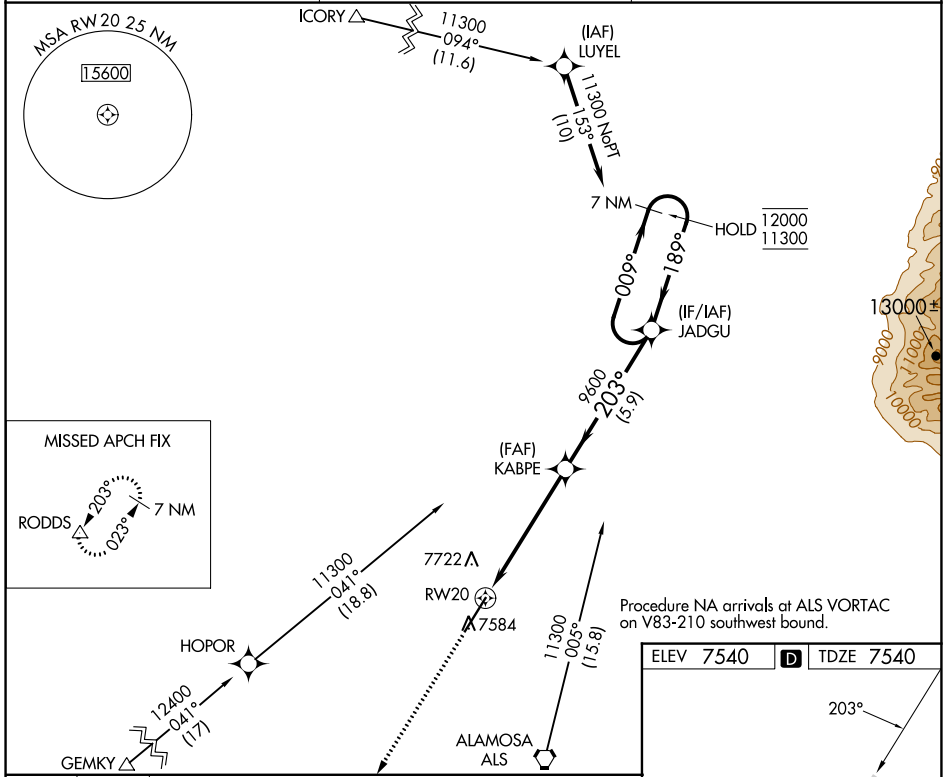 MSA RW20 25 NM
15600
ICORY
11300
094°
(11.6)
(IAF)
LUYEL
11300 NoPT
153°
(10)
7 NM
HOLD
12000
11300
009°
189°
(IF/IAF)
JADGU
9000
13000±
9000
11000
10000
9600
203°
(5.9)
(FAF)
KABPE
MISSED APCH FIX
203°
7 NM
RODDS
023°
11300
041°
(18.8)
7722
RW20
7584
HOPOR
11300
005°
(15.8)
Procedure NA arrivals at ALS VORTAC
on V83-210 southwest bound.
12400
041°
(17)
GEMKY
ALAMOSA
ALS
ELEV 7540 D TDZE 7540
203°